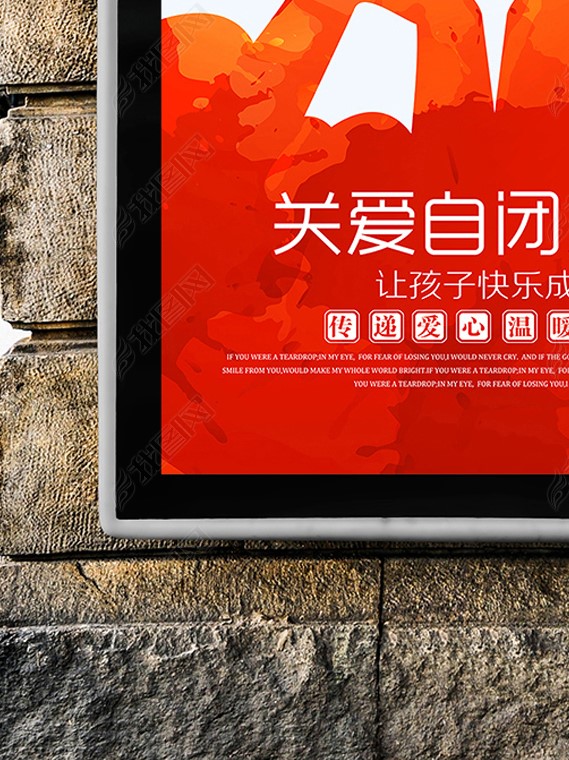 关爱自闭
让孩子快乐成
传递爱心温暖
IF YOU WERE A TEARDROP;IN MY EYE, FOR FEAR OF LOSING YOU,I WOULD NEVER CRY. AND IF THE GO
SMILE FROM YOU,WOULD MAKE MY WHOLE WORLD BRIGHT.IF YOU WERE A TEARDROP;IN MY EYE, FO
YOU WERE A TEARDROP;IN MY EYE, FOR FEAR OF LOSING YOU,I